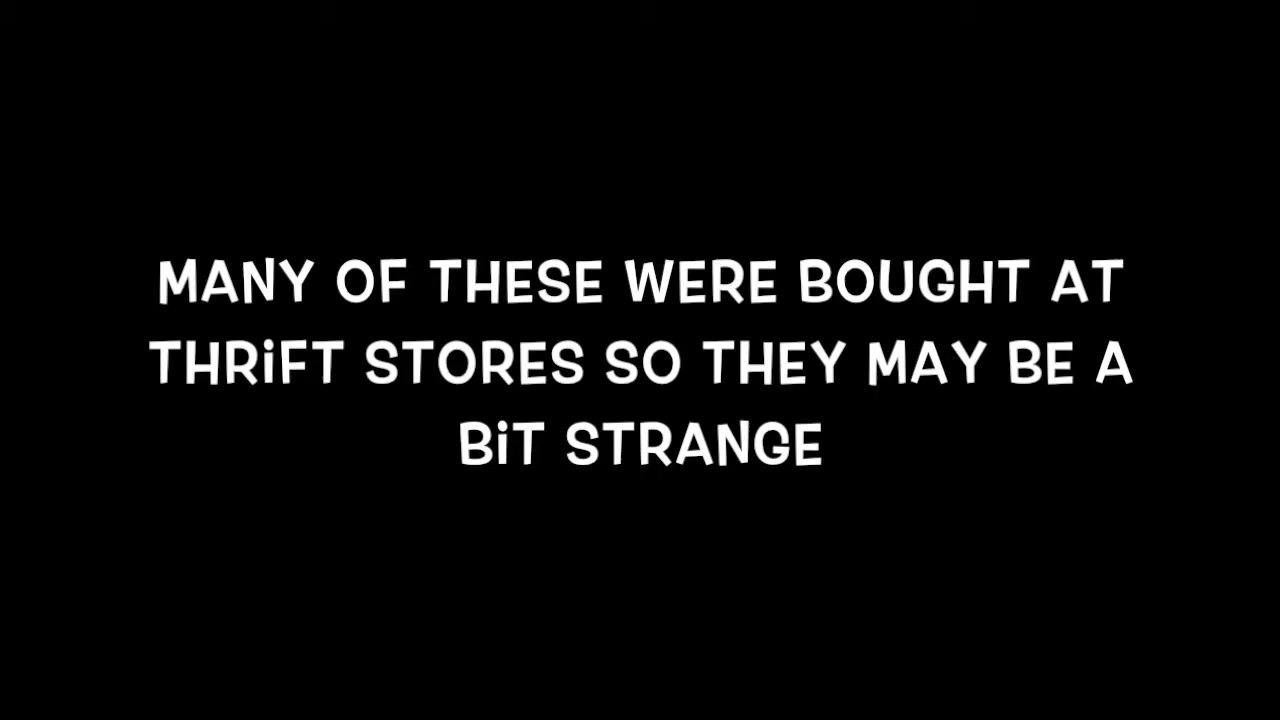 MANY OF THESE WERE BOUGHT AT
THRiFT STORES SO THEY MAY BE A
BiT STRANGE